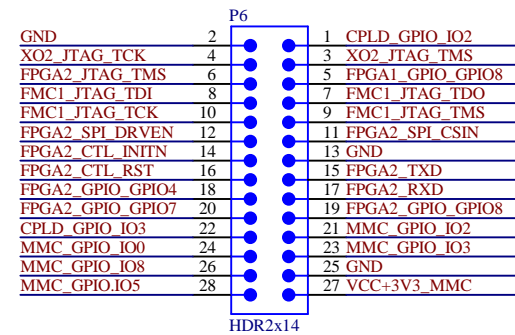 P6
GND 2 1 CPLD_GPIO_IO2
XO2_JTAG_TCK 4 3 XO2_JTAG_TMS
FPGA2_JTAG_TMS 6 5 FPGA1_GPIO_GPIO8
FMC1_JTAG_TDI 8 7 FMC1_JTAG_TDO
FMC1_JTAG_TCK 10 9 FMC1_JTAG_TMS
FPGA2_SPI_DRVEN 12 11 FPGA2_SPI_CSIN
FPGA2_CTL_INITN 14 13 GND
FPGA2_CTL_RST 16 15 FPGA2_TXD
FPGA2_GPIO_GPIO4 18 17 FPGA2_RXD
FPGA2_GPIO_GPIO7 20 19 FPGA2_GPIO_GPIO8
CPLD_GPIO_IO3 22 21 MMC_GPIO_IO2
MMC_GPIO_IO0 24 23 MMC_GPIO_IO3
MMC_GPIO_IO8 26 25 GND
MMC_GPIO.IO5 28 27 VCC+3V3_MMC
HDR2x14